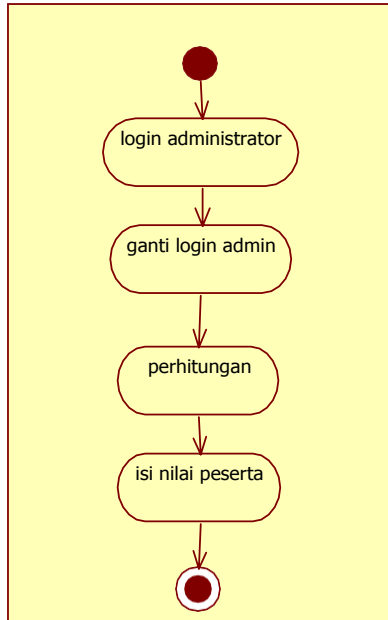 login administrator
ganti login admin
perhitungan
isi nilai peserta